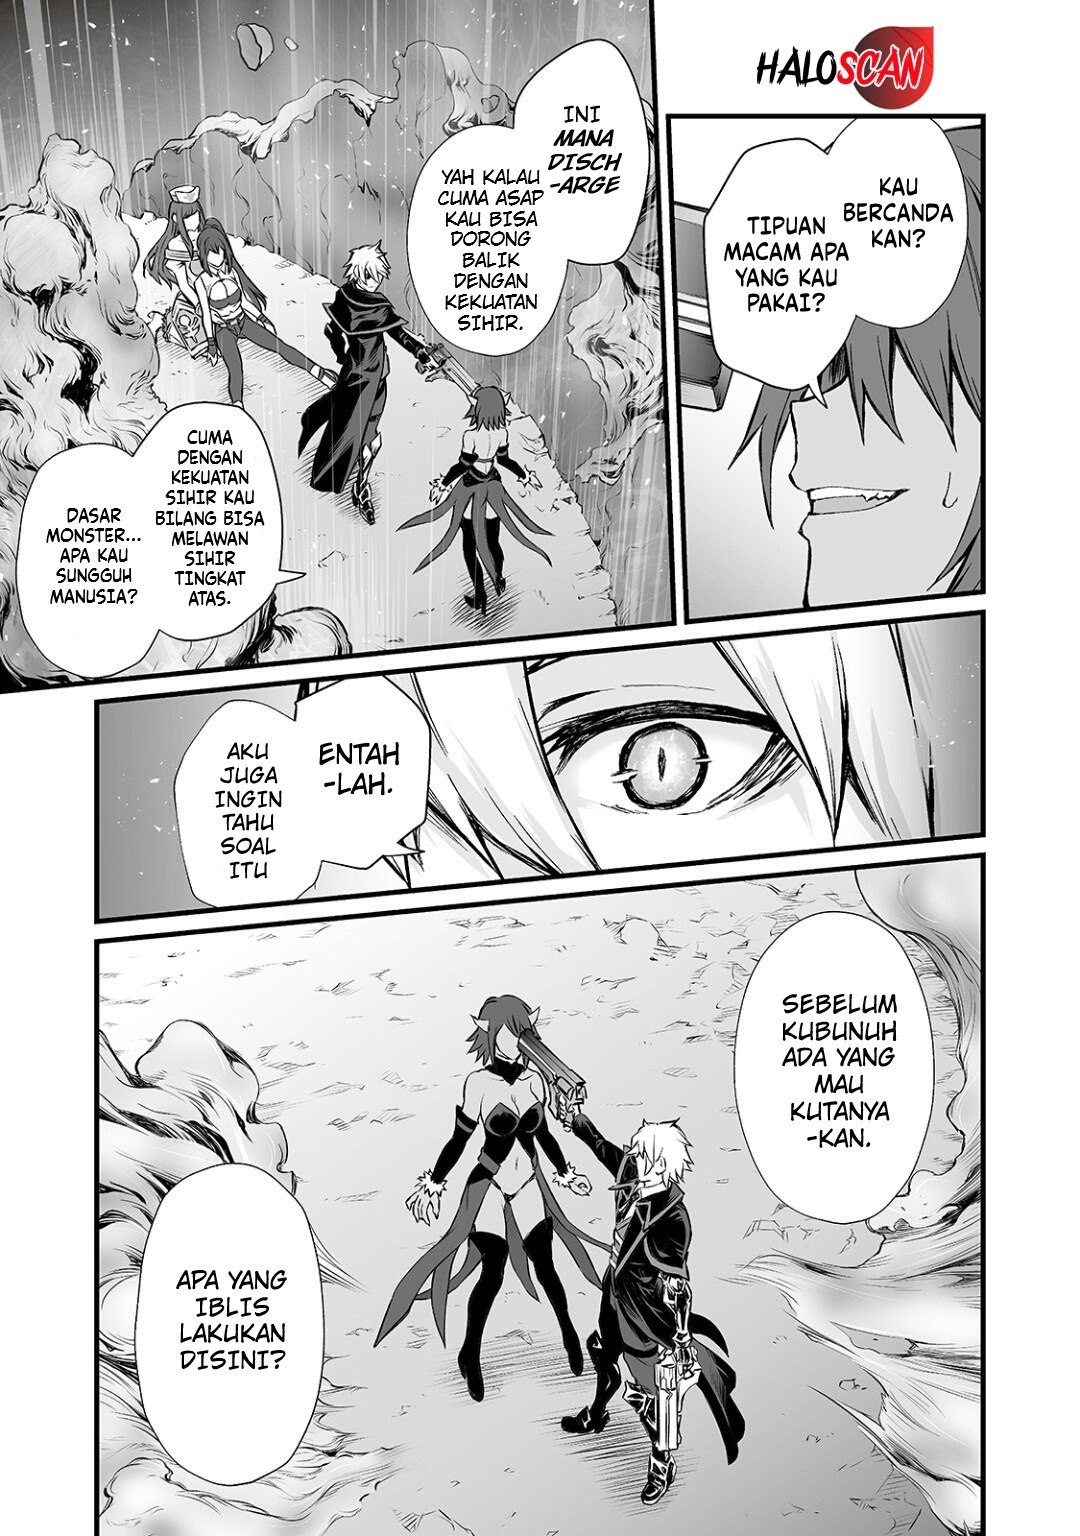 HALOSCAN
KAU
BERCANDA
KAN?
TIPUAN
MACAM APA
YANG KAU
PAKAI?
INI
MANA
DISCH
-ARGE
YAH KALAU
CUMA ASAP
KAU BISA
DORONG
BALIK
DENGAN
KEKUATAN
SIHIR.
CUMA
DENGAN
KEKUATAN
SIHIR KAU
BILANG BISA
MELAWAN
SIHIR
TINGKAT
ATAS.
DASAR
MONSTER...
APA KAU
SUNGGUH
MANUSIA?
ENTAH
-LAH.
AKU
JUGA
INGIN
TAHU
SOAL
ITU
SEBELUM
KUBUNUH
ADA YANG
MAU
KUTANYA
-KAN.
APA YANG
IBLIS
LAKUKAN
DISINI?